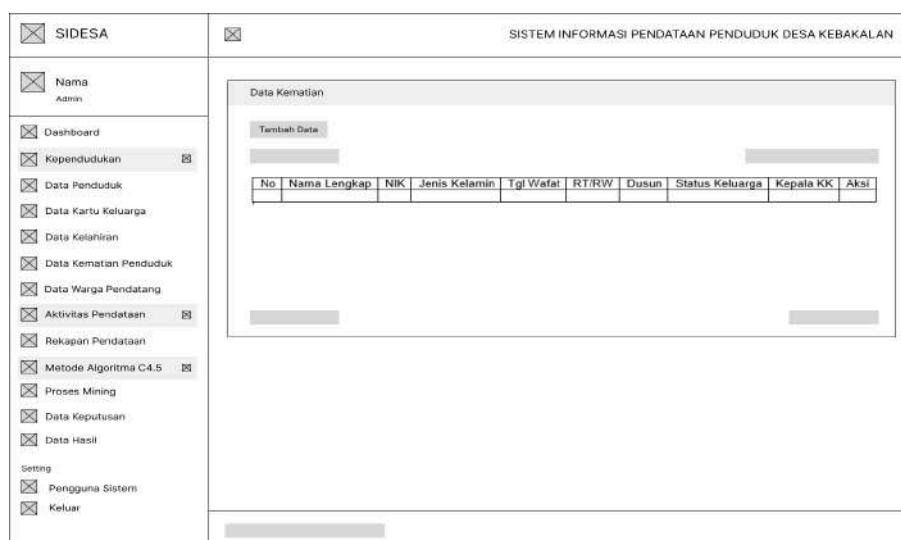 SIDESA
SISTEM INFORMASI PENDATAAN PENDUDUK DESA KEBAKALAN
Nama
Admin
Dashboard
Kependudukan
Data Penduduk
Data Kartu Keluarga
Data Kelahiran
Data Kematian Penduduk
Data Warga Pendatang
Aktivitas Pendataan
Rekapan Pendataan
Metode Algoritma C4.5
Proses Mining
Data Keputusan
Data Hasil
Setting
Pengguna Sistem
Keluar
Data Kematian
Tambah Data
No Nama Lengkap NIK Jenis Kelamin Tgl Wafat RT/RW Dusun Status Keluarga Kepala KK Aksi